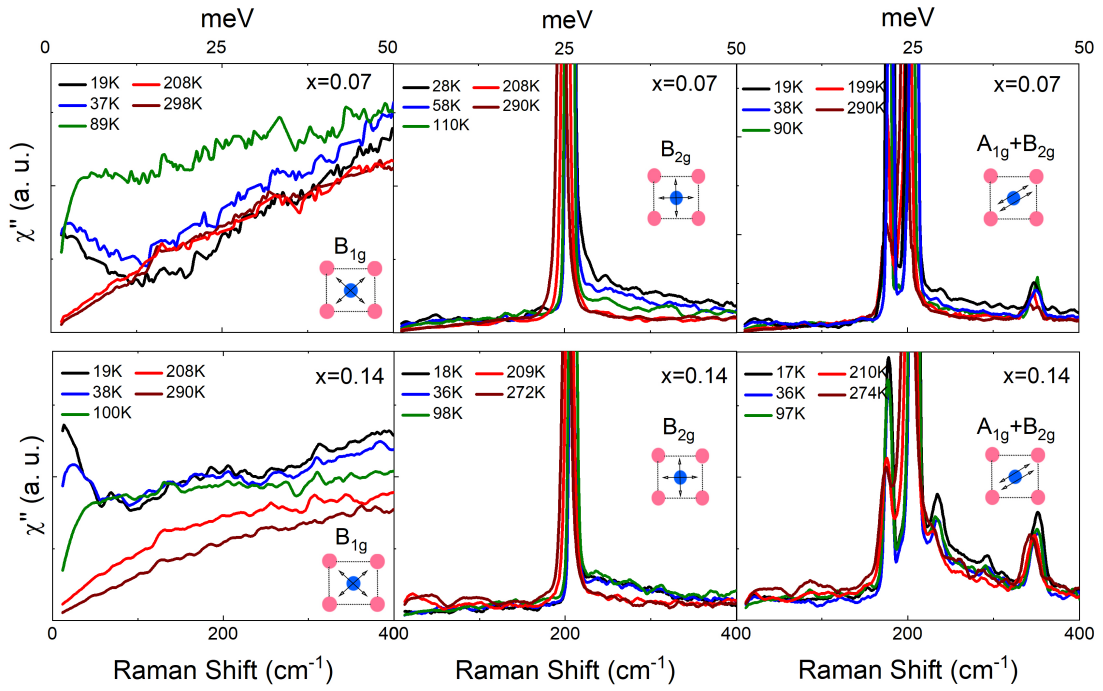 meV meV meV
0 25 50 25 50 25 50
19K 208K x=0.07
37K 298K
89K
B1g
28K 208K x=0.07
58K 290K
110K
B2g
19K 199K x=0.07
38K 290K
90K
A1g+B2g
χ'' (a. u.)
19K 208K x=0.14
38K 290K
100K
B1g
18K 209K x=0.14
36K 272K
98K
B2g
17K 210K x=0.14
36K 274K
97K
A1g+B2g
χ'' (a. u.)
0 200 400 200 400 200 400
Raman Shift (cm⁻¹) Raman Shift (cm⁻¹) Raman Shift (cm⁻¹)